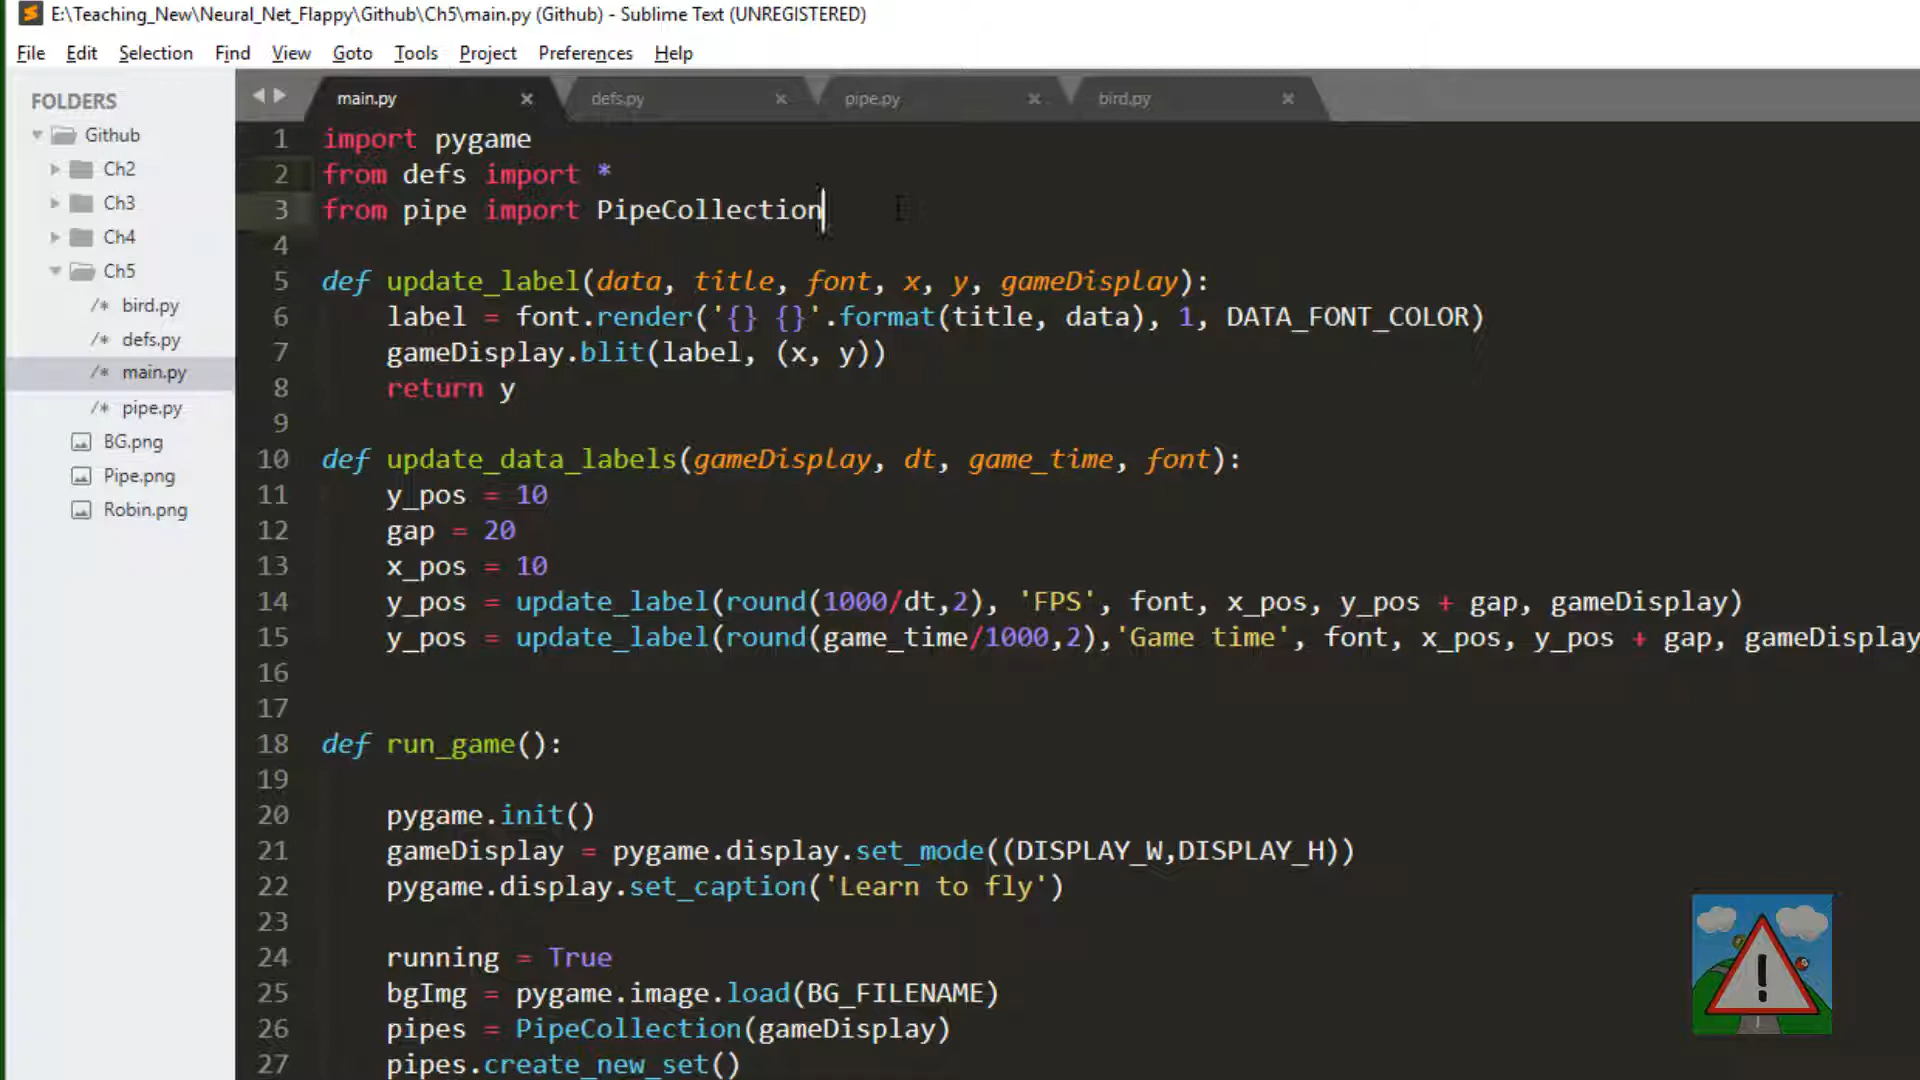 E:\Teaching_New\Neural_Net_Flappy\Github\Ch5\main.py (Github) - Sublime Text (UNREGISTERED)
File Edit Selection Find View Goto Tools Project Preferences Help
FOLDERS
Github
Ch2
Ch3
Ch4
Ch5
/* bird.py
/* defs.py
/* main.py
/* pipe.py
BG.png
Pipe.png
Robin.png
main.py × defs.py × pipe.py × bird.py ×
1 import pygame
2 from defs import *
3 from pipe import PipeCollection
4
5 def update_label(data, title, font, x, y, gameDisplay):
6 label = font.render('{} {}'.format(title, data), 1, DATA_FONT_COLOR)
7 gameDisplay.blit(label, (x, y))
8 return y
9
10 def update_data_labels(gameDisplay, dt, game_time, font):
11 y_pos = 10
12 gap = 20
13 x_pos = 10
14 y_pos = update_label(round(1000/dt,2), 'FPS', font, x_pos, y_pos + gap, gameDisplay)
15 y_pos = update_label(round(game_time/1000,2),'Game time', font, x_pos, y_pos + gap, gameDisplay
16
17
18 def run_game():
19
20 pygame.init()
21 gameDisplay = pygame.display.set_mode((DISPLAY_W,DISPLAY_H))
22 pygame.display.set_caption('Learn to fly')
23
24 running = True
25 bgImg = pygame.image.load(BG_FILENAME)
26 pipes = PipeCollection(gameDisplay)
27 pipes.create_new_set()